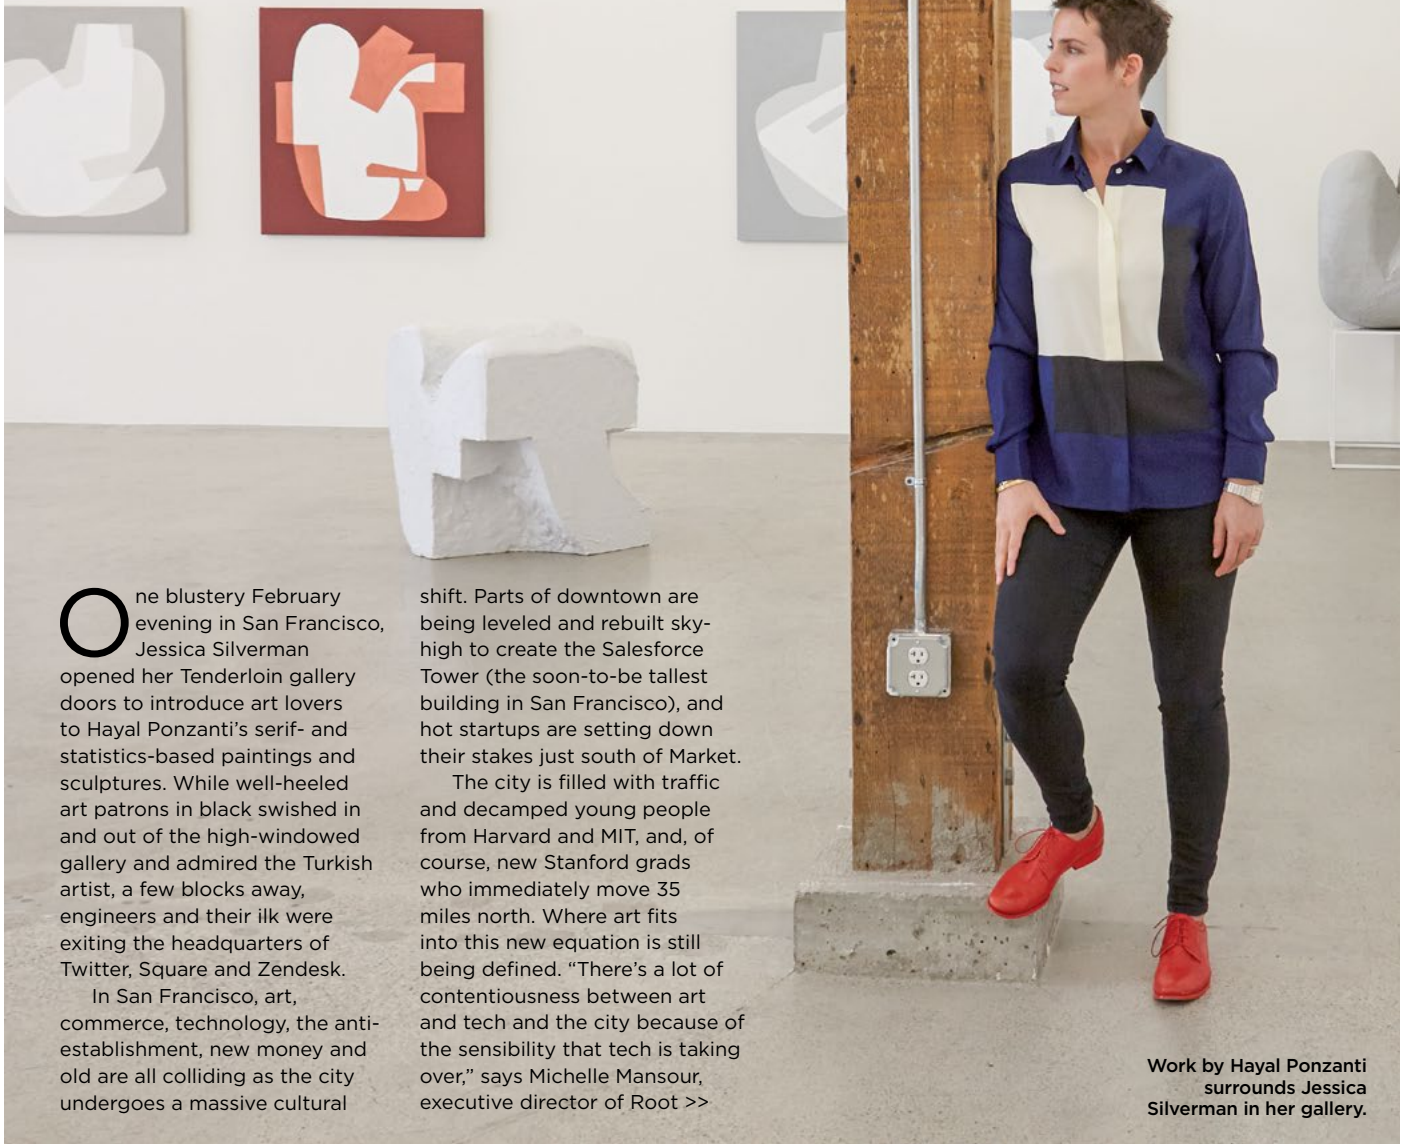 One blustery February
evening in San Francisco,
Jessica Silverman
opened her Tenderloin gallery
doors to introduce art lovers
to Hayal Ponzanti’s serif- and
statistics-based paintings and
sculptures. While well-heeled
art patrons in black swished in
and out of the high-windowed
gallery and admired the Turkish
artist, a few blocks away,
engineers and their ilk were
exiting the headquarters of
Twitter, Square and Zendesk.
In San Francisco, art,
commerce, technology, the anti-
establishment, new money and
old are all colliding as the city
undergoes a massive cultural
shift. Parts of downtown are
being leveled and rebuilt sky-
high to create the Salesforce
Tower (the soon-to-be tallest
building in San Francisco), and
hot startups are setting down
their stakes just south of Market.
The city is filled with traffic
and decamped young people
from Harvard and MIT, and, of
course, new Stanford grads
who immediately move 35
miles north. Where art fits
into this new equation is still
being defined. “There’s a lot of
contentiousness between art
and tech and the city because of
the sensibility that tech is taking
over,” says Michelle Mansour,
executive director of Root >>
Work by Hayal Ponzanti
surrounds Jessica
Silverman in her gallery.